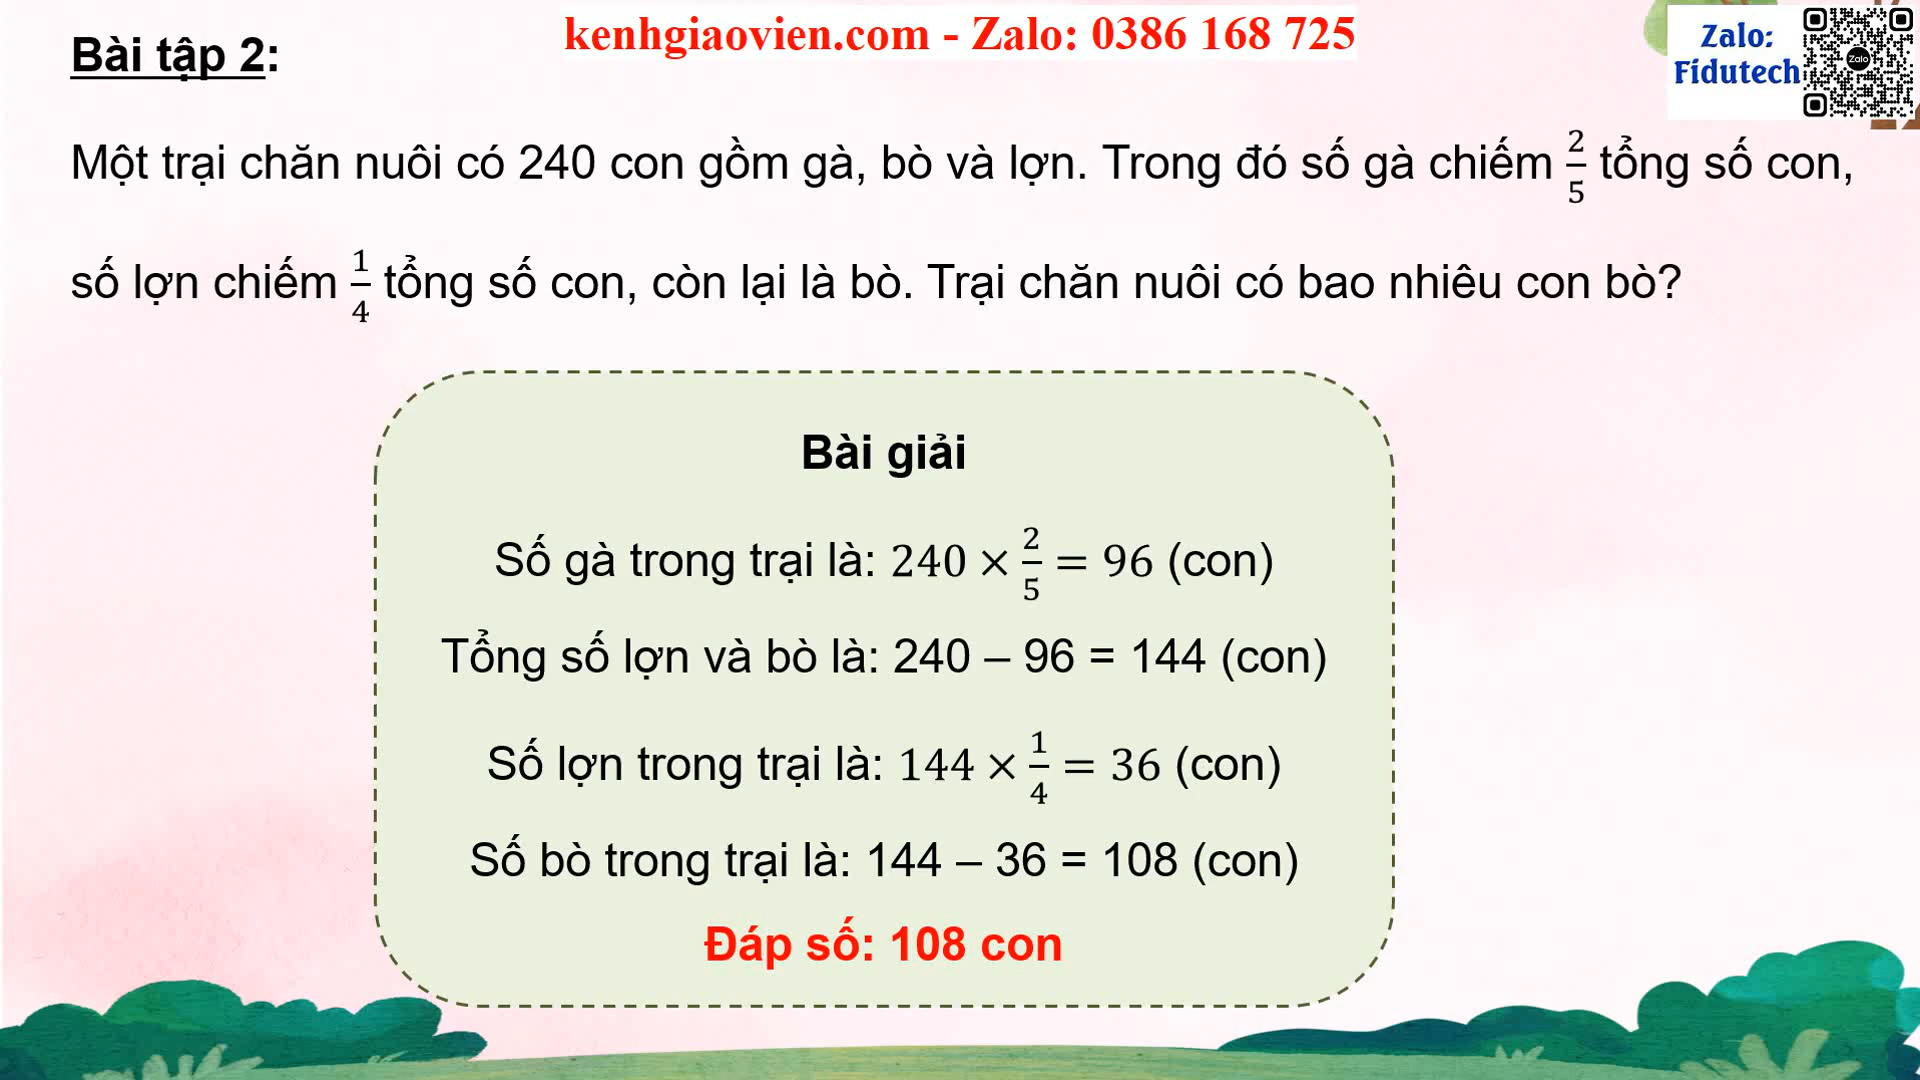 kenhgiaovien.com - Zalo: 0386 168 725
Zalo:
Fidutech
Zalo
Bài tập 2:
Một trại chăn nuôi có 240 con gồm gà, bò và lợn. Trong đó số gà chiếm 2/5 tổng số con,
số lợn chiếm 1/4 tổng số con, còn lại là bò. Trại chăn nuôi có bao nhiêu con bò?
Bài giải
Số gà trong trại là: 240 × 2/5 = 96 (con)
Tổng số lợn và bò là: 240 – 96 = 144 (con)
Số lợn trong trại là: 144 × 1/4 = 36 (con)
Số bò trong trại là: 144 – 36 = 108 (con)
Đáp số: 108 con